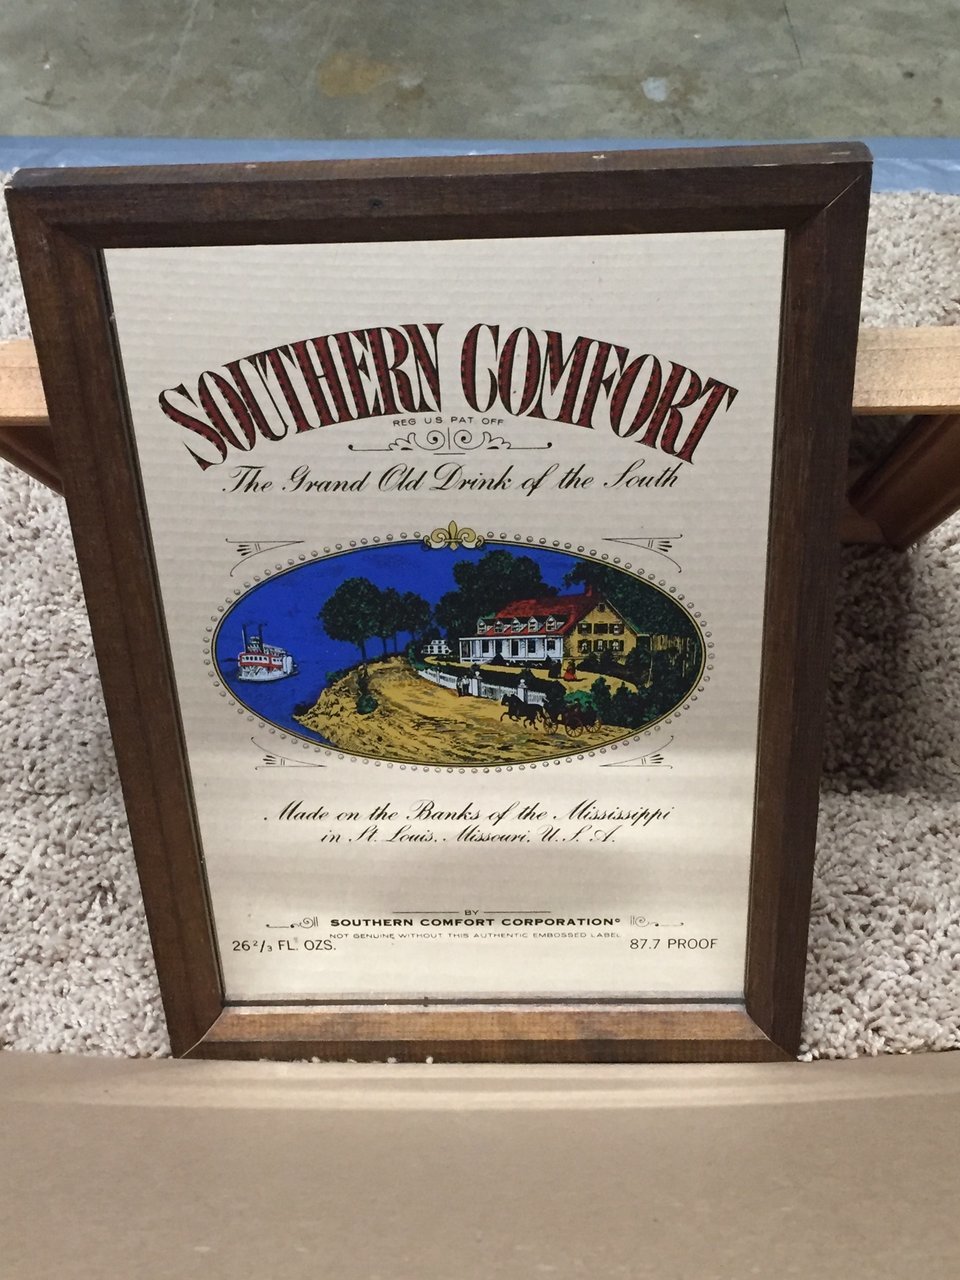 SOUTHERN COMFORT
REG U S PAT OFF
The Grand Old Drink of the South
Made on the Banks of the Mississippi
in St. Louis, Missouri, U. S. A.
BY
SOUTHERN COMFORT CORPORATION®
NOT GENUINE WITHOUT THIS AUTHENTIC EMBOSSED LABEL
26 2/3 FL. OZS.
87.7 PROOF